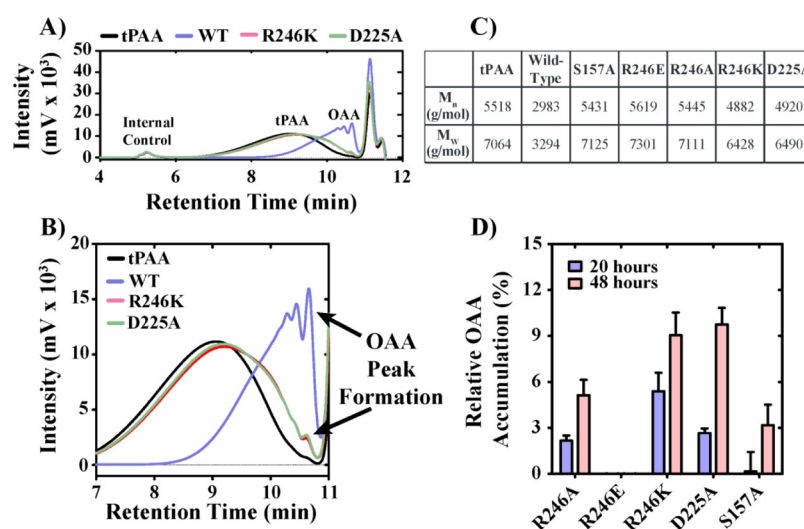 A)
tPAA WT R246K D225A
Intensity
(mV x 10³)
50
40
30
20
10
0
Internal
Control
tPAA
OAA
4 6 8 10 12
Retention Time (min)
B)
tPAA
WT
R246K
D225A
Intensity (mV x 10³)
20
15
10
5
0
OAA
Peak
Formation
7 8 9 10 11
Retention Time (min)
C)
tPAA Wild-Type S157A R246E R246A R246K D225A
Mₙ (g/mol) 5518 2983 5431 5619 5445 4882 4920
M_W (g/mol) 7064 3294 7125 7301 7111 6428 6490
D)
20 hours
48 hours
Relative OAA
Accumulation (%)
15
12
9
6
3
0
R246A R246E R246K D225A S157A